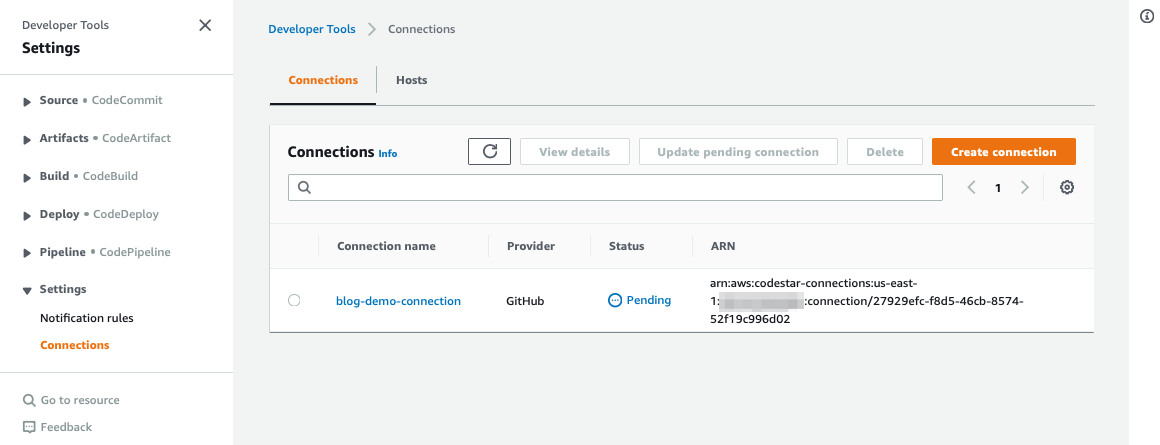 Developer Tools
Settings
Source • CodeCommit
Artifacts • CodeArtifact
Build • CodeBuild
Deploy • CodeDeploy
Pipeline • CodePipeline
Settings
Notification rules
Connections
Go to resource
Feedback
Developer Tools
Connections
Connections
Hosts
Connections Info
View details
Update pending connection
Delete
Create connection
1
Connection name
Provider
Status
ARN
blog-demo-connection
GitHub
Pending
arn:aws:codestar-connections:us-east-
1: :connection/27929efc-f8d5-46cb-8574-
52f19c996d02